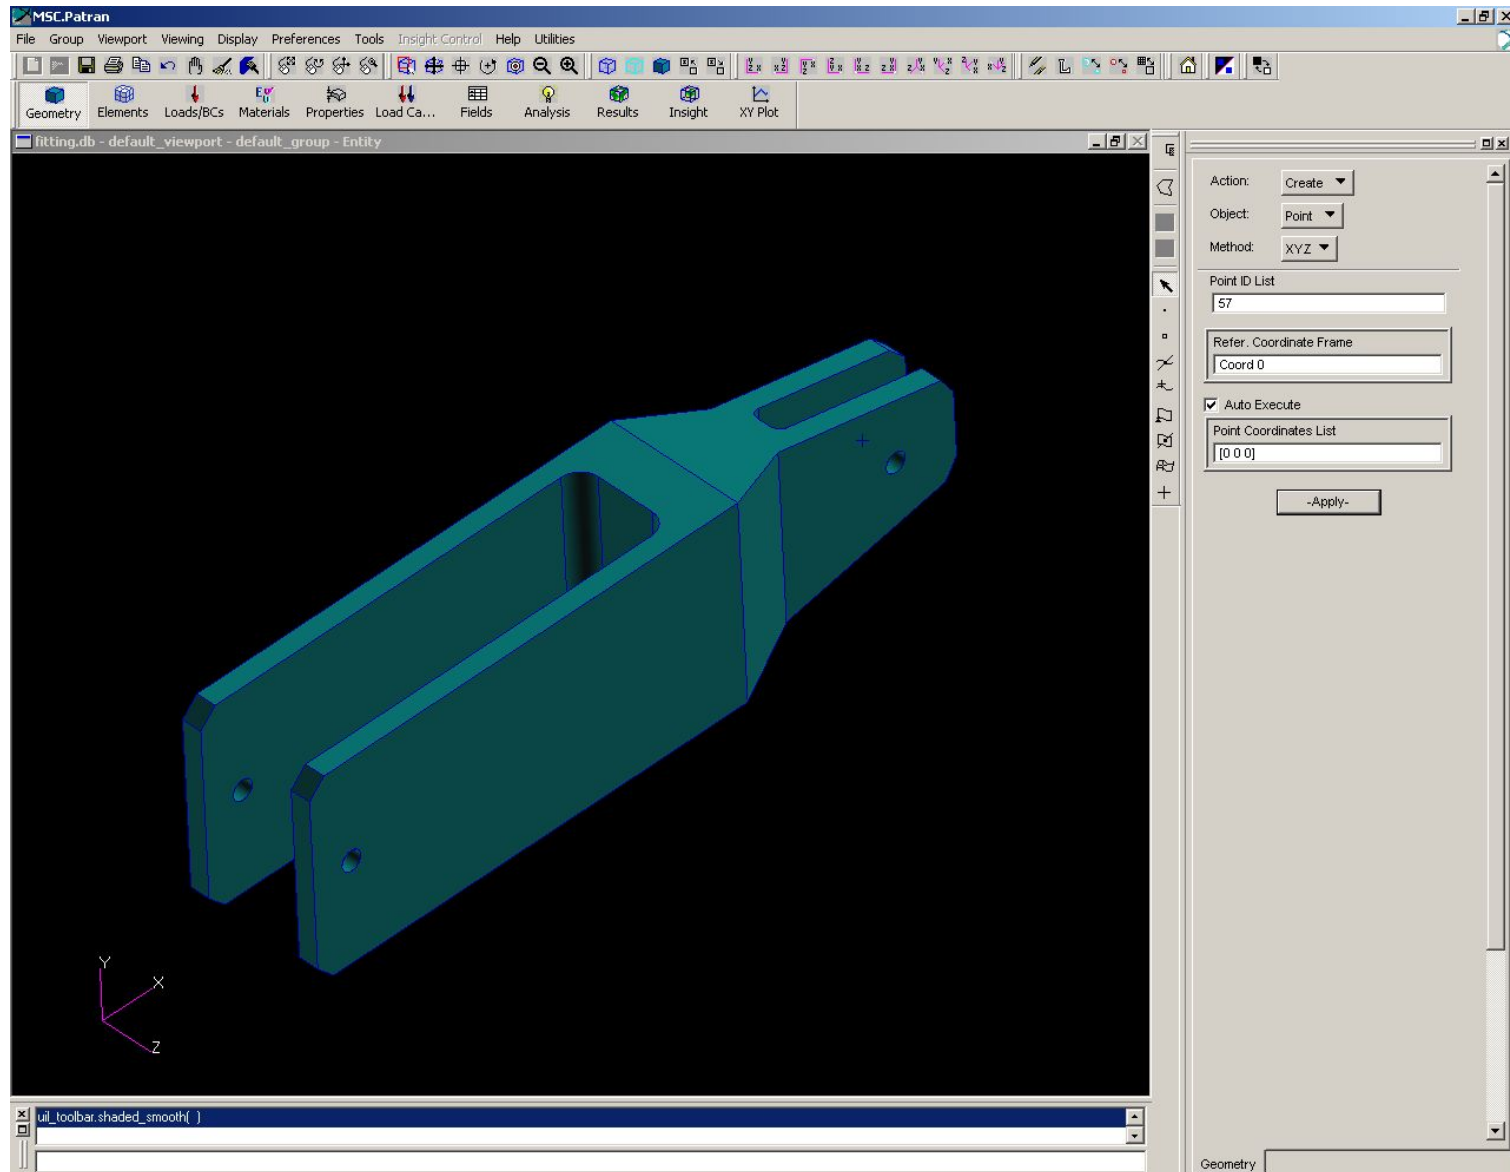 MSC.Patran
File Group Viewport Viewing Display Preferences Tools Insight Control Help Utilities
Geometry Elements Loads/BCs Materials Properties Load Ca... Fields Analysis Results Insight XY Plot
fitting.db - default_viewport - default_group - Entity
Action: Create
Object: Point
Method: XYZ
Point ID List
57
Refer. Coordinate Frame
Coord 0
Auto Execute
Point Coordinates List
[0 0 0]
-Apply-
Y
X
Z
uil_toolbar.shaded_smooth( )
Geometry